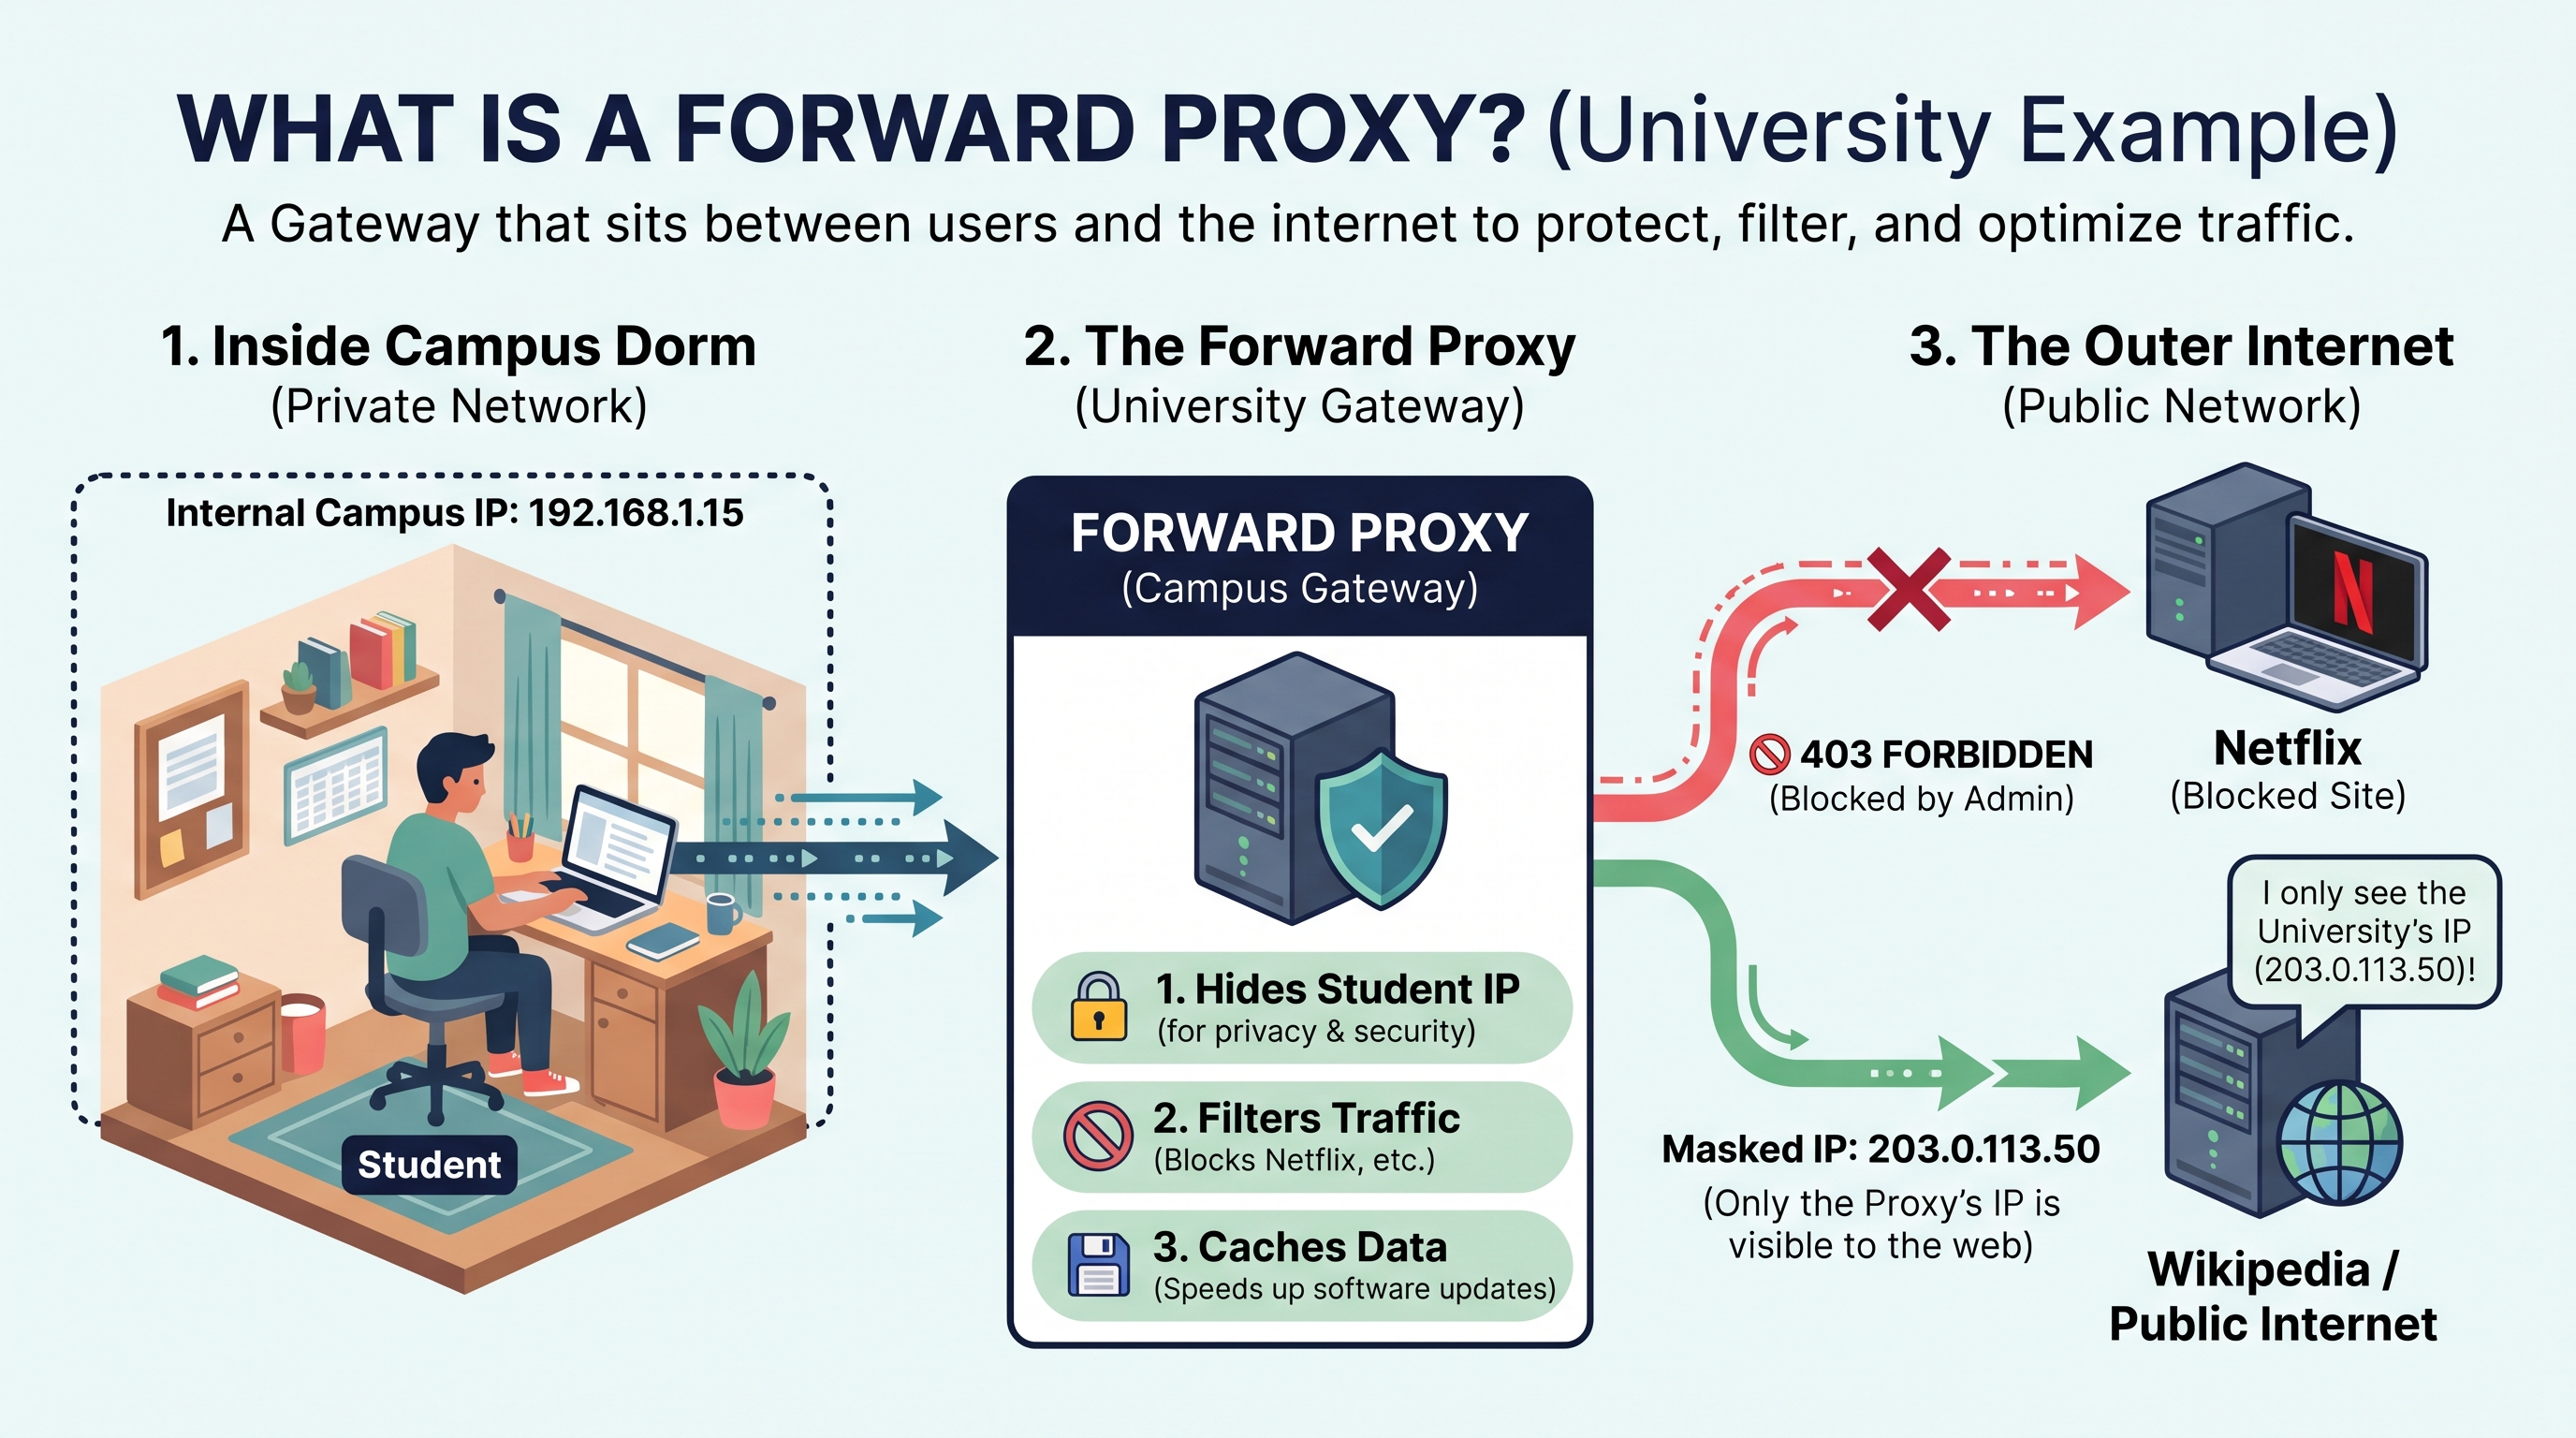 WHAT IS A FORWARD PROXY? (University Example)
A Gateway that sits between users and the internet to protect, filter, and optimize traffic.
1. Inside Campus Dorm
(Private Network)
Internal Campus IP: 192.168.1.15
Student
2. The Forward Proxy
(University Gateway)
FORWARD PROXY
(Campus Gateway)
1. Hides Student IP
(for privacy & security)
2. Filters Traffic
(Blocks Netflix, etc.)
3. Caches Data
(Speeds up software updates)
3. The Outer Internet
(Public Network)
N
403 FORBIDDEN
(Blocked by Admin)
Netflix
(Blocked Site)
I only see the
University's IP
(203.0.113.50)!
Masked IP: 203.0.113.50
(Only the Proxy's IP is
visible to the web)
Wikipedia /
Public Internet